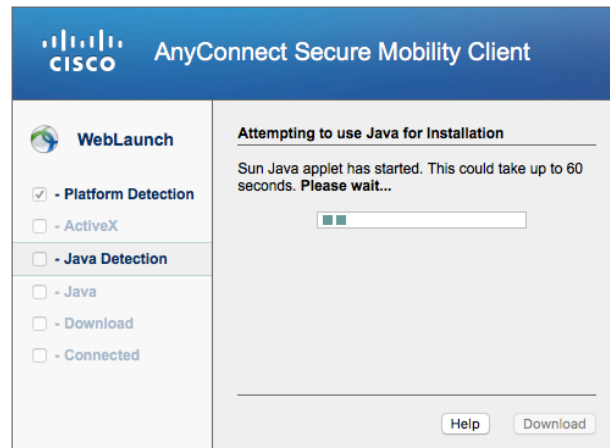 CISCO
AnyConnect Secure Mobility Client
WebLaunch
- Platform Detection
- ActiveX
- Java Detection
- Java
- Download
- Connected
Attempting to use Java for Installation
Sun Java applet has started. This could take up to 60
seconds. Please wait...
Help
Download